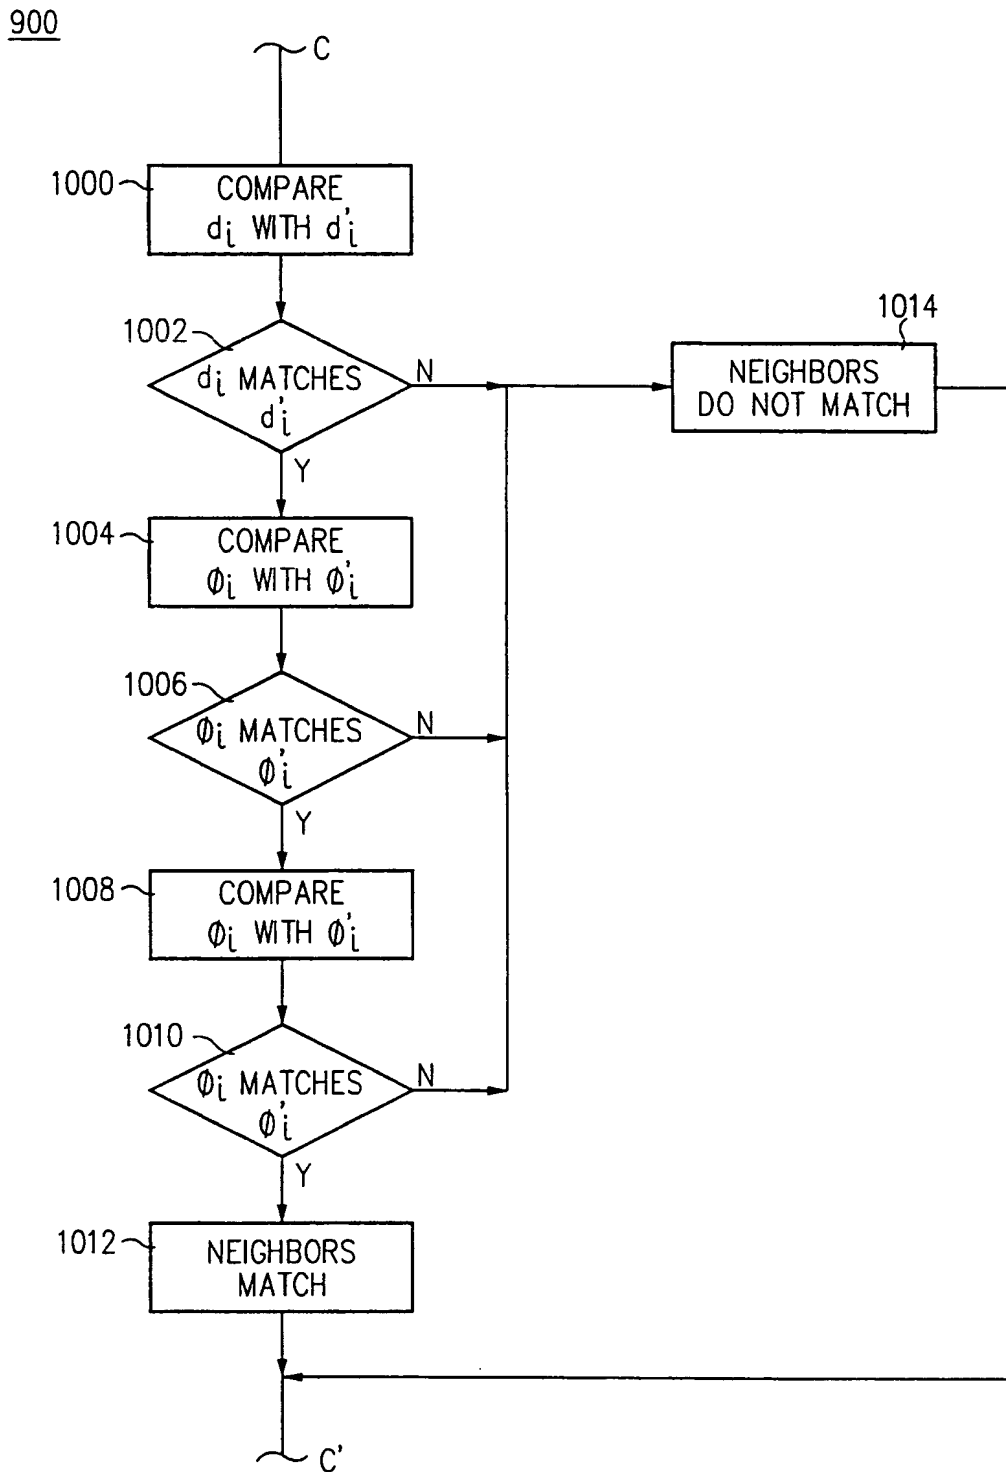 900
C
1000
COMPARE
di WITH d'i
1002
di MATCHES
d'i
N
Y
1014
NEIGHBORS
DO NOT MATCH
1004
COMPARE
Øi WITH Ø'i
1006
Øi MATCHES
Ø'i
N
Y
1008
COMPARE
Øi WITH Ø'i
1010
Øi MATCHES
Ø'i
N
Y
1012
NEIGHBORS
MATCH
C'